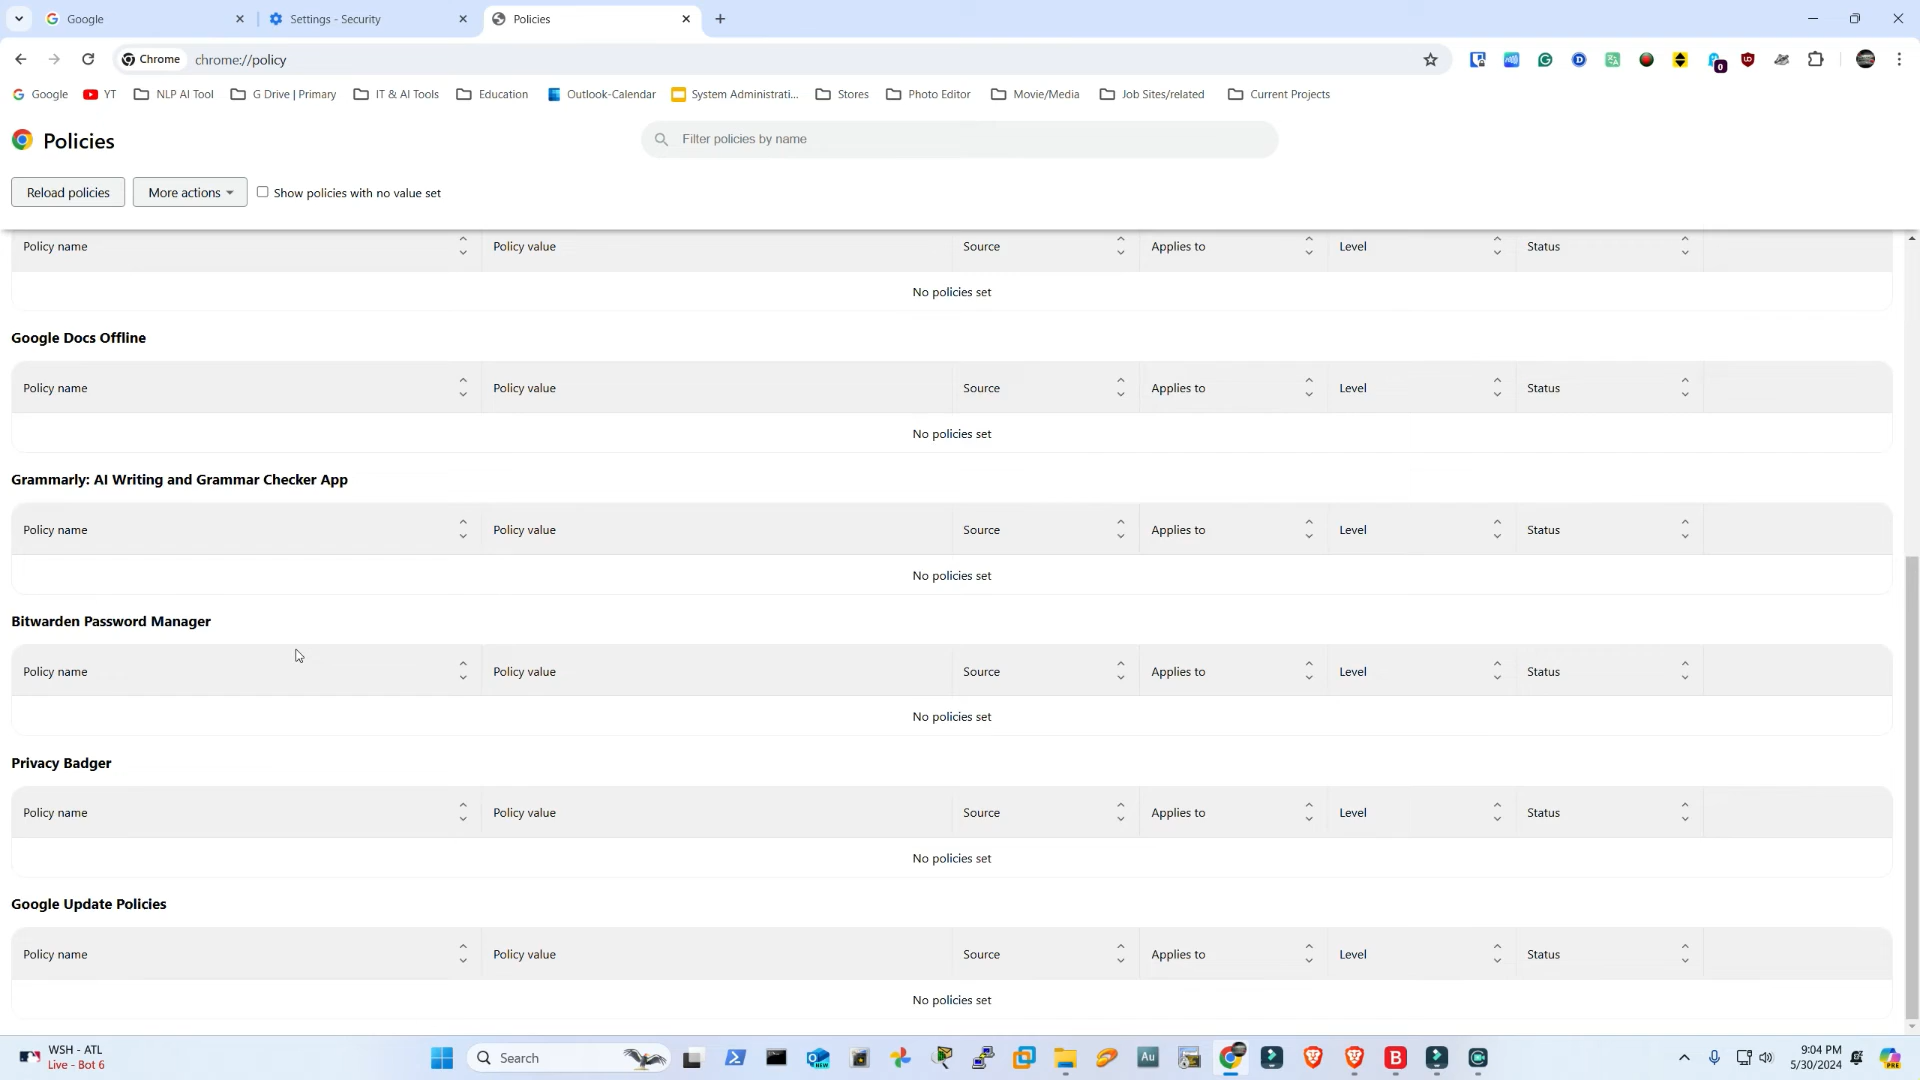 Google
Settings - Security
Policies
Chrome
chrome://policy
0
Google
YT
NLP AI Tool
G Drive | Primary
IT & AI Tools
Education
Outlook-Calendar
System Administrati...
Stores
Photo Editor
Movie/Media
Job Sites/related
Current Projects
Policies
Filter policies by name
Reload policies
More actions
Show policies with no value set
Policy name Policy value Source Applies to Level Status
No policies set
Google Docs Offline
Policy name Policy value Source Applies to Level Status
No policies set
Grammarly: AI Writing and Grammar Checker App
Policy name Policy value Source Applies to Level Status
No policies set
Bitwarden Password Manager
Policy name Policy value Source Applies to Level Status
No policies set
Privacy Badger
Policy name Policy value Source Applies to Level Status
No policies set
Google Update Policies
Policy name Policy value Source Applies to Level Status
No policies set
WSH - ATL
Live - Bot 6
Search
NEW
Au
B
9:04 PM
5/30/2024
PRE